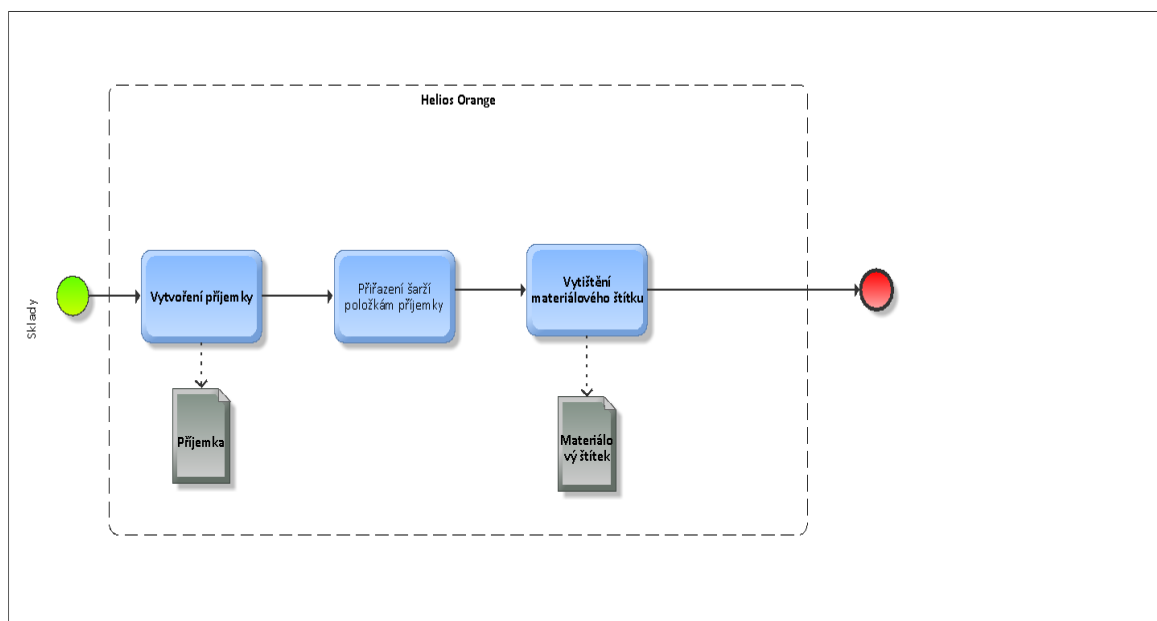 Helios Orange
Sklady
Vytvoření příjemky
Přiřazení šarží
položkám příjemky
Vytištění
materiálového štítku
Příjemka
Materiálo
vý štítek